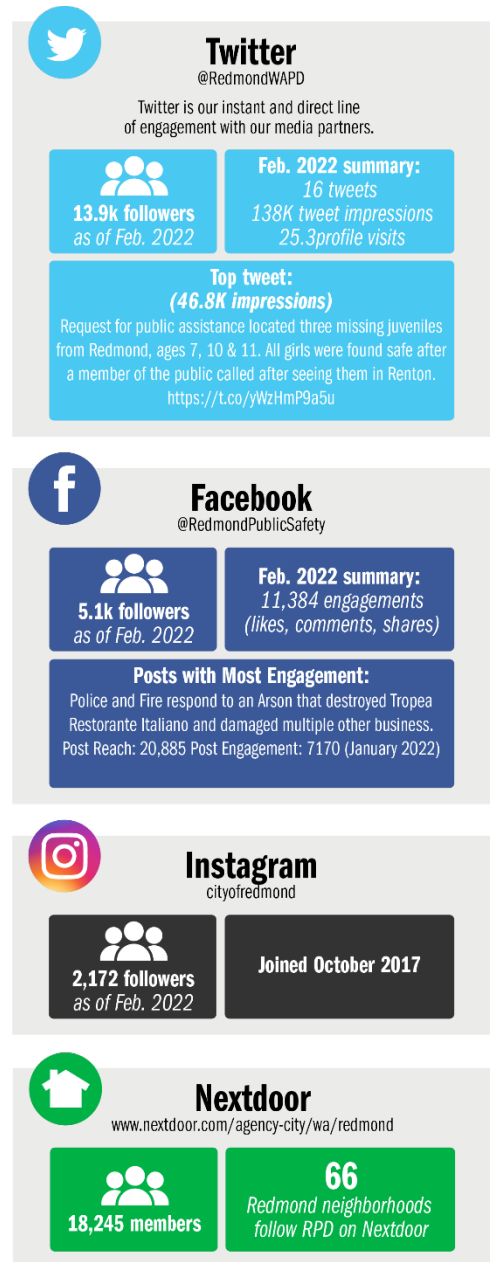 Twitter
@RedmondWAPD
Twitter is our instant and direct line
of engagement with our media partners.
13.9k followers
as of Feb. 2022
Feb. 2022 summary:
16 tweets
138K tweet impressions
25.3profile visits
Top tweet:
(46.8K impressions)
Request for public assistance located three missing juveniles
from Redmond, ages 7, 10 & 11. All girls were found safe after
a member of the public called after seeing them in Renton.
https://t.co/yWzHmP9a5u
Facebook
@RedmondPublicSafety
5.1k followers
as of Feb. 2022
Feb. 2022 summary:
11,384 engagements
(likes, comments, shares)
Posts with Most Engagement:
Police and Fire respond to an Arson that destroyed Tropea
Restorante Italiano and damaged multiple other business.
Post Reach: 20,885 Post Engagement: 7170 (January 2022)
Instagram
cityofredmond
2,172 followers
as of Feb. 2022
Joined October 2017
Nextdoor
www.nextdoor.com/agency-city/wa/redmond
18,245 members
66
Redmond neighborhoods
follow RPD on Nextdoor